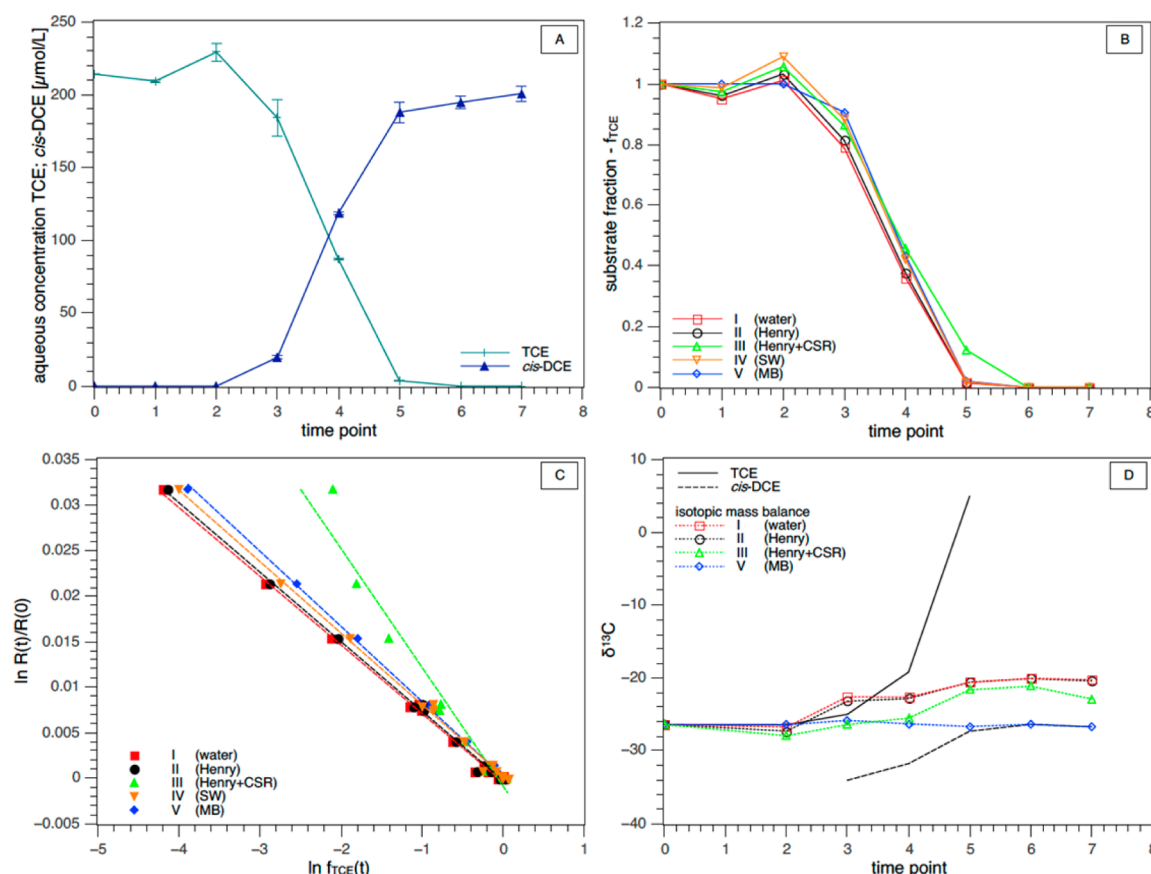 A
aqueous concentration TCE; cis-DCE [µmol/L]
250
200
150
100
50
0
TCE
cis-DCE
0 1 2 3 4 5 6 7 8
time point
B
substrate fraction - fTCE
1.2
1
0.8
0.6
0.4
0.2
0
I (water)
II (Henry)
III (Henry+CSR)
IV (SW)
V (MB)
0 1 2 3 4 5 6 7 8
time point
C
ln R(t)/R(0)
0.035
0.03
0.025
0.02
0.015
0.01
0.005
0
−0.005
I (water)
II (Henry)
III (Henry+CSR)
IV (SW)
V (MB)
−5 −4 −3 −2 −1 0 1
ln fTCE(t)
D
δ13C
10
0
−10
−20
−30
−40
TCE
cis-DCE
isotopic mass balance
I (water)
II (Henry)
III (Henry+CSR)
V (MB)
0 1 2 3 4 5 6 7 8
time point